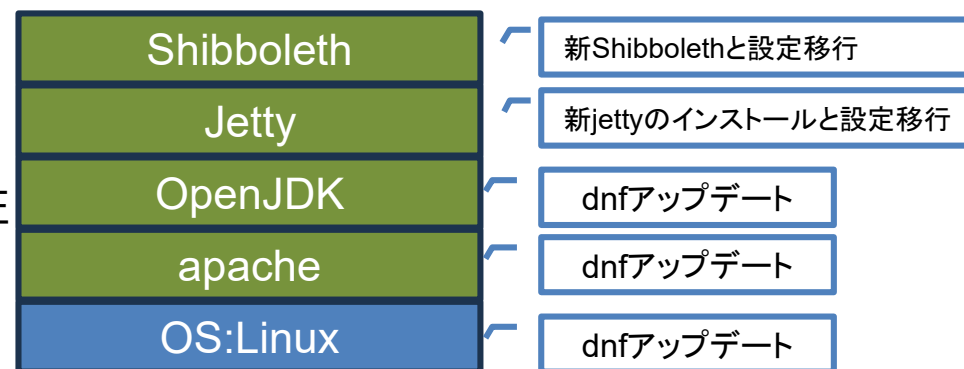 Shibboleth
新Shibbolethと設定移行
Jetty
新jettyのインストールと設定移行
OpenJDK
dnfアップデート
apache
dnfアップデート
OS:Linux
dnfアップデート